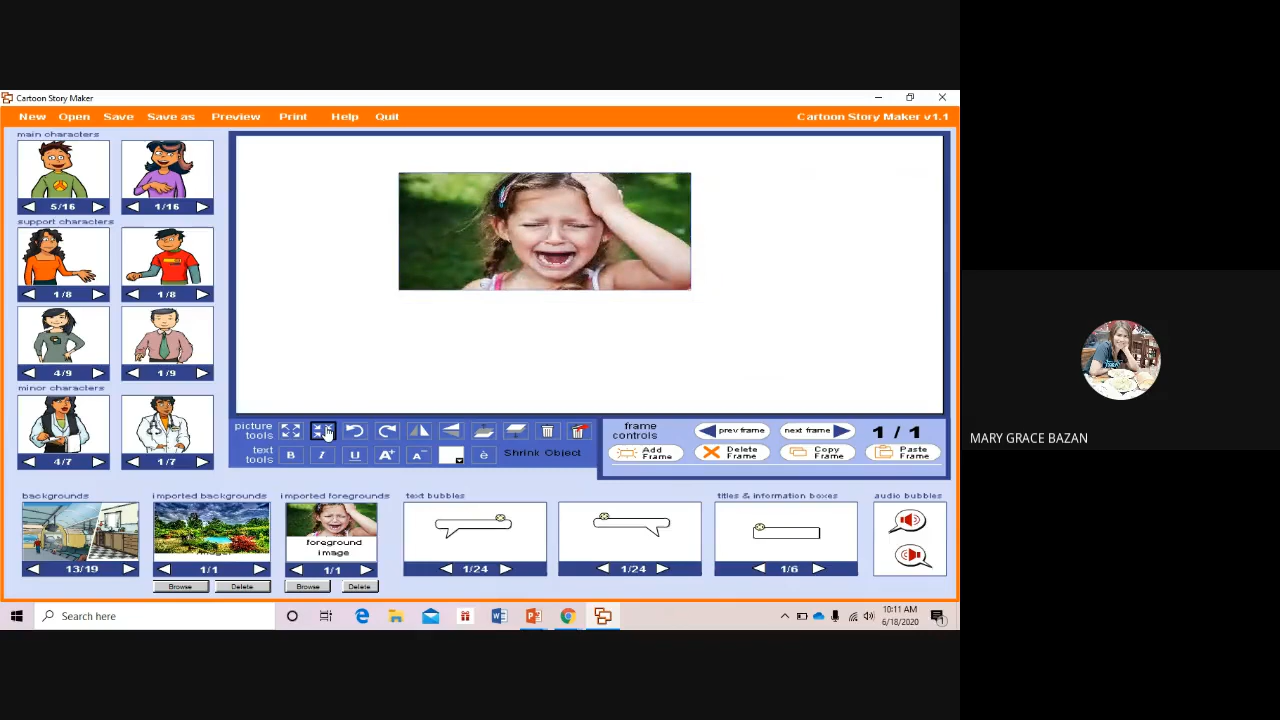 Cartoon Story Maker
New Open Save Save as Preview Print Help Quit Cartoon Story Maker v1.1
main characters
5/16 1/16
support characters
1/8 1/8
4/9 1/9
minor characters
4/7 1/7
picture
tools
text
tools
B I U A+ A- è Shrink Object
frame
controls
prev frame next frame 1 / 1
Add
Frame
Delete
Frame
Copy
Frame
Paste
Frame
backgrounds imported backgrounds imported foregrounds text bubbles titles & information boxes audio bubbles
foreground
image
13/19 1/1 1/1 1/24 1/24 1/6
Browse Delete Browse Delete
Search here
10:11 AM
6/18/2020
MARY GRACE BAZAN